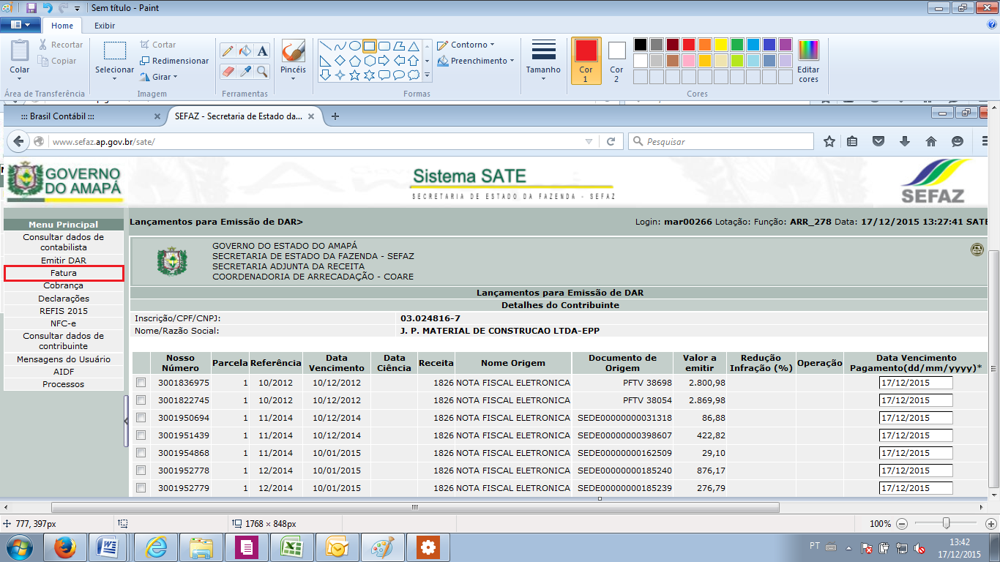 Sem título - Paint
Home
Exibir
Colar
Recortar
Copiar
Área de Transferência
Selecionar
Cortar
Redimensionar
Girar
Imagem
A
Ferramentas
Pincéis
Contorno
Preenchimento
Formas
Tamanho
Cor
1
Cor
2
Editar
cores
Cores
::: Brasil Contábil :::
SEFAZ - Secretaria de Estado da...
www.sefaz.ap.gov.br/sate/
Pesquisar
GOVERNO
DO AMAPÁ
Sistema SATE
SECRETARIA DE ESTADO DA FAZENDA - SEFAZ
SEFAZ
Menu Principal
Consultar dados de
contabilista
Emitir DAR
Fatura
Cobrança
Declarações
REFIS 2015
NFC-e
Consultar dados de
contribuinte
Mensagens do Usuário
AIDF
Processos
Lançamentos para Emissão de DAR>
Login: mar00266 Lotação: Função: ARR_278 Data: 17/12/2015 13:27:41 SATE
GOVERNO DO ESTADO DO AMAPÁ
SECRETARIA DE ESTADO DA FAZENDA - SEFAZ
SECRETARIA ADJUNTA DA RECEITA
COORDENADORIA DE ARRECADAÇÃO - COARE
Lançamentos para Emissão de DAR
Detalhes do Contribuinte
Inscrição/CPF/CNPJ: 03.024816-7
Nome/Razão Social: J. P. MATERIAL DE CONSTRUCAO LTDA-EPP
Nosso Número Parcela Referência Data Vencimento Data Ciência Receita Nome Origem Documento de Origem Valor a emitir Redução Infração (%) Operação Data Vencimento Pagamento(dd/mm/yyyy)*
3001836975 1 10/2012 10/12/2012 1826 NOTA FISCAL ELETRONICA PFTV 38698 2.800,98 17/12/2015
3001822745 1 10/2012 10/12/2012 1826 NOTA FISCAL ELETRONICA PFTV 38054 2.869,98 17/12/2015
3001950694 1 11/2014 10/12/2014 1826 NOTA FISCAL ELETRONICA SEDE00000000031318 86,88 17/12/2015
3001951439 1 11/2014 10/12/2014 1826 NOTA FISCAL ELETRONICA SEDE00000000398607 422,82 17/12/2015
3001954868 1 11/2014 10/01/2015 1826 NOTA FISCAL ELETRONICA SEDE00000000162509 29,10 17/12/2015
3001952778 1 12/2014 10/01/2015 1826 NOTA FISCAL ELETRONICA SEDE00000000185240 876,17 17/12/2015
3001952779 1 12/2014 10/01/2015 1826 NOTA FISCAL ELETRONICA SEDE00000000185239 276,79 17/12/2015
777, 397px
1768 × 848px
100%
PT
13:42
17/12/2015